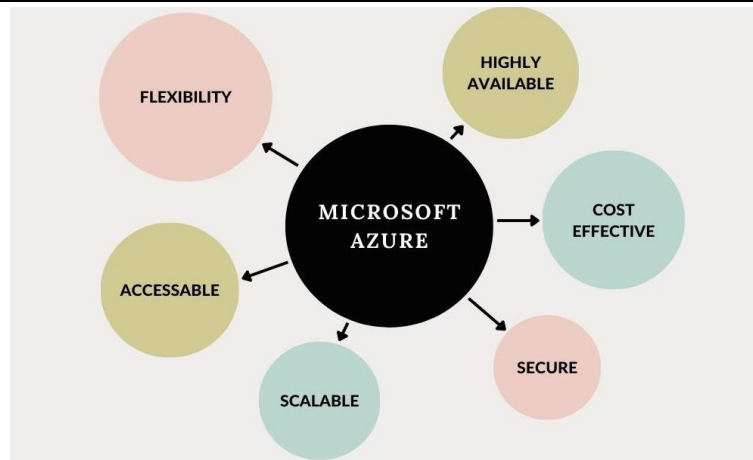 FLEXIBILITY
HIGHLY
AVAILABLE
MICROSOFT
AZURE
COST
EFFECTIVE
ACCESSABLE
SCALABLE
SECURE